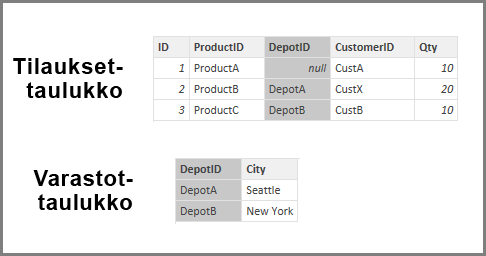 Tilaukset-
taulukko
ID ProductID DepotID CustomerID Qty
1 ProductA null CustA 10
2 ProductB DepotA CustX 20
3 ProductC DepotB CustB 10
Varastot-
taulukko
DepotID City
DepotA Seattle
DepotB New York